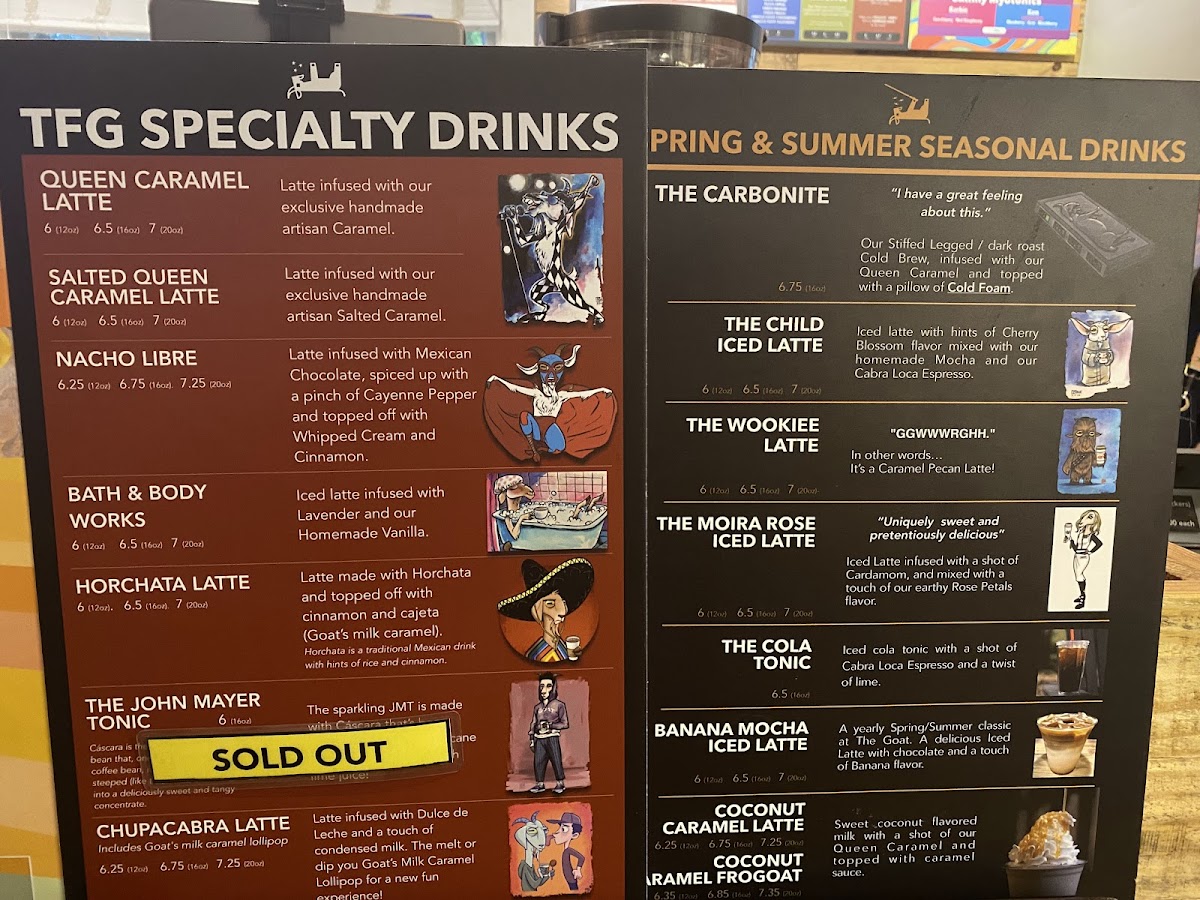 TFG SPECIALTY DRINKS
QUEEN CARAMEL
LATTE
6 (12oz) 6.5 (16oz) 7 (20oz)
Latte infused with our
exclusive handmade
artisan Caramel.
SALTED QUEEN
CARAMEL LATTE
6 (12oz) 6.5 (16oz) 7 (20oz)
Latte infused with our
exclusive handmade
artisan Salted Caramel.
NACHO LIBRE
6.25 (12oz) 6.75 (16oz). 7.25 (20oz)
Latte infused with Mexican
Chocolate, spiced up with
a pinch of Cayenne Pepper
and topped off with
Whipped Cream and
Cinnamon.
BATH & BODY
WORKS
6 (12oz) 6.5 (16oz) 7 (20oz)
Iced latte infused with
Lavender and our
Homemade Vanilla.
HORCHATA LATTE
6 (12oz). 6.5 (16oz). 7 (20oz)
Latte made with Horchata
and topped off with
cinnamon and cajeta
(Goat's milk caramel).
Horchata is a traditional Mexican drink
with hints of rice and cinnamon.
THE JOHN MAYER
TONIC 6 (16oz)
The sparkling JMT is made
with Cáscara that's
cane
lime juice!
Cáscara is the
bean that,
coffee bean,
steeped (like
into a deliciously sweet and tangy
concentrate.
SOLD OUT
CHUPACABRA LATTE
Includes Goat's milk caramel lollipop
6.25 (12oz) 6.75 (16oz) 7.25 (20oz)
Latte infused with Dulce de
Leche and a touch of
condensed milk. The melt or
dip you Goat's Milk Caramel
Lollipop for a new fun
experience!
PRING & SUMMER SEASONAL DRINKS
THE CARBONITE
6.75 (16oz)
"I have a great feeling
about this."
Our Stiffed Legged / dark roast
Cold Brew, infused with our
Queen Caramel and topped
with a pillow of Cold Foam.
THE CHILD
ICED LATTE
6 (12oz) 6.5 (16oz) 7 (20oz)
Iced latte with hints of Cherry
Blossom flavor mixed with our
homemade Mocha and our
Cabra Loca Espresso.
THE WOOKIEE
LATTE
6 (12oz) 6.5 (16oz) 7 (20oz)
"GGWWWRGHH."
In other words...
It's a Caramel Pecan Latte!
THE MOIRA ROSE
ICED LATTE
6 (12oz) 6.5 (16oz) 7 (20oz)
"Uniquely sweet and
pretentiously delicious"
Iced Latte infused with a shot of
Cardamom, and mixed with a
touch of our earthy Rose Petals
flavor.
THE COLA
TONIC
6.5 (16oz)
Iced cola tonic with a shot of
Cabra Loca Espresso and a twist
of lime.
BANANA MOCHA
ICED LATTE
6 (12oz) 6.5 (16oz) 7 (20oz)
A yearly Spring/Summer classic
at The Goat. A delicious Iced
Latte with chocolate and a touch
of Banana flavor.
COCONUT
CARAMEL LATTE
6.25 (12oz) 6.75 (16oz) 7.25 (20oz)
COCONUT
ARAMEL FROGOAT
6.35 (12oz) 6.85 (16oz) 7.35 (20oz)
Sweet coconut flavored
milk with a shot of our
Queen Caramel and
topped with caramel
sauce.